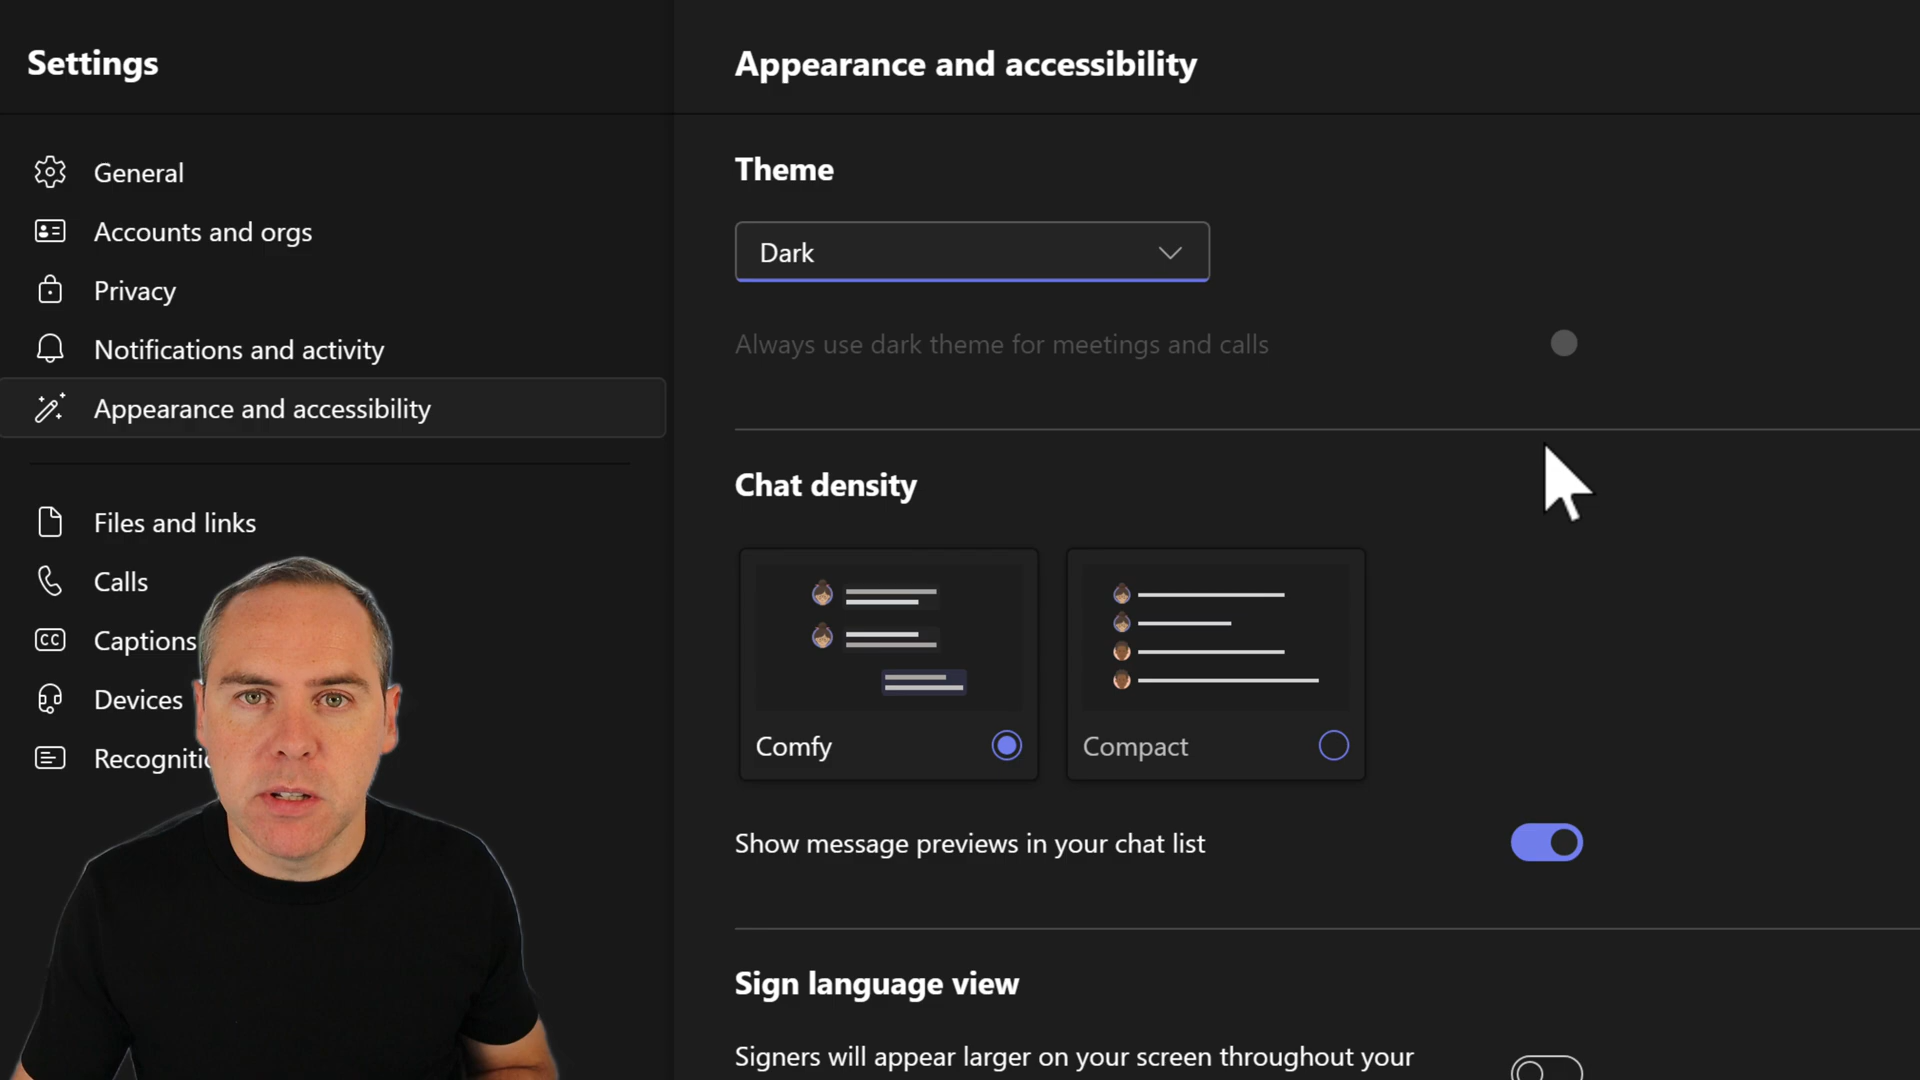 Settings
General
Accounts and orgs
Privacy
Notifications and activity
Appearance and accessibility
Files and links
Calls
CC Captions
Devices
Appearance and accessibility
Theme
Dark
Always use dark theme for meetings and calls
Chat density
Comfy
Compact
Show message previews in your chat list
Sign language view
Signers will appear larger on your screen throughout your